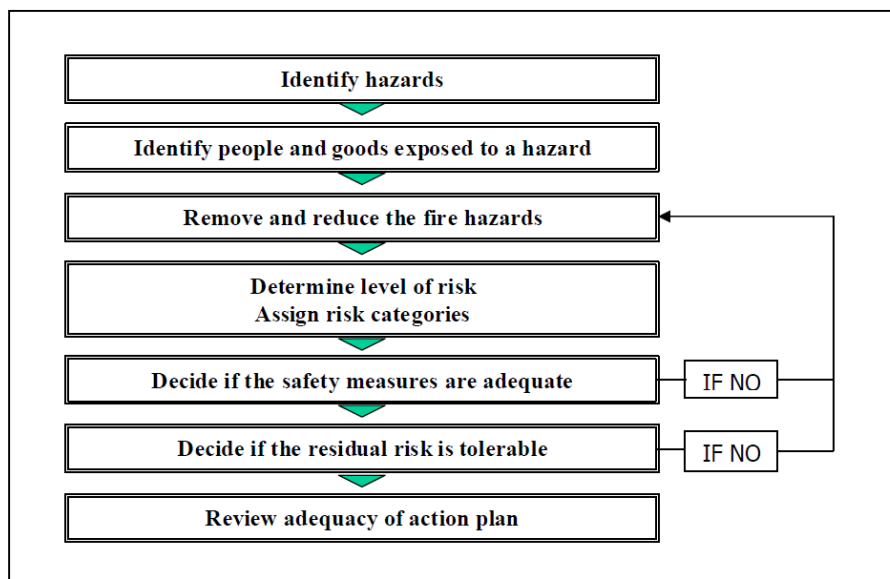 Identify hazards
Identify people and goods exposed to a hazard
Remove and reduce the fire hazards
Determine level of risk
Assign risk categories
Decide if the safety measures are adequate
IF NO
Decide if the residual risk is tolerable
IF NO
Review adequacy of action plan